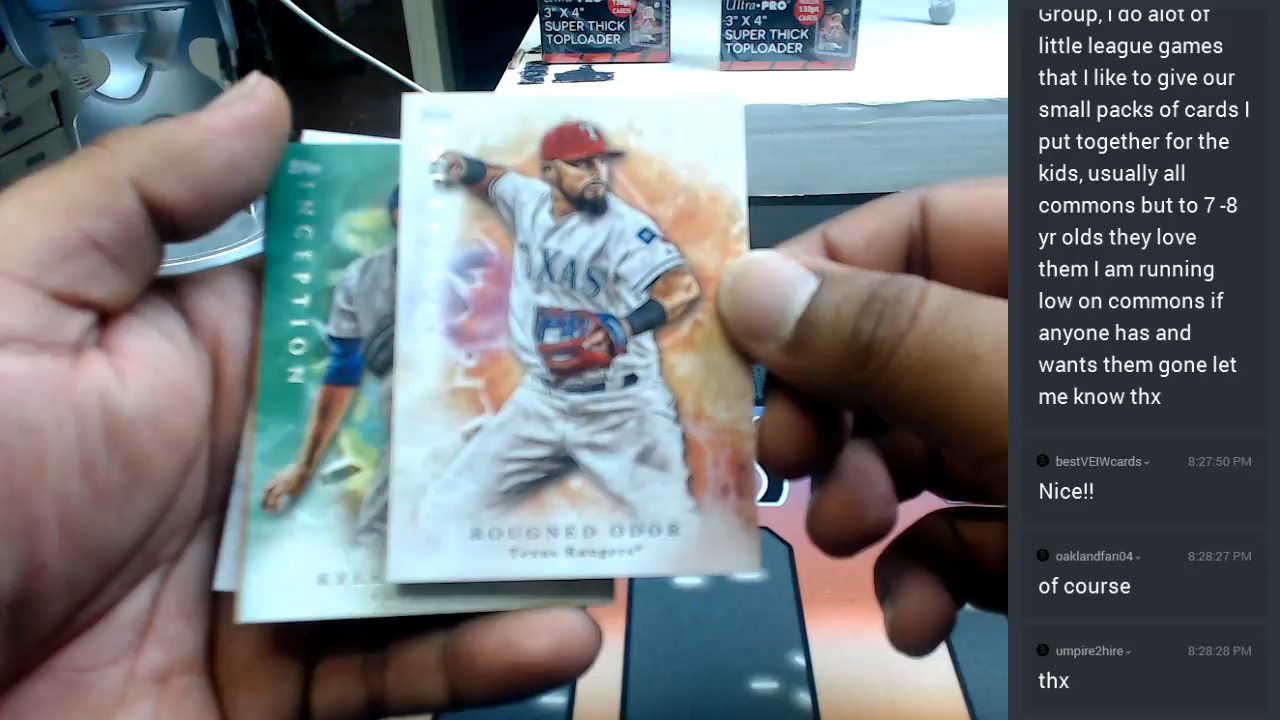 3" X 4"
SUPER THICK
TOPLOADER
Ultra-PRO
3" X 4"
SUPER THICK
TOPLOADER
130pt
CARDS
INCEPTION
T
TEXAS
ROUGNED ODOR
Texas Rangers
Group, I do alot of
little league games
that I like to give our
small packs of cards I
put together for the
kids, usually all
commons but to 7 -8
yr olds they love
them I am running
low on commons if
anyone has and
wants them gone let
me know thx
bestVEIWcards
8:27:50 PM
Nice!!
oaklandfan04
8:28:27 PM
of course
umpire2hire
8:28:28 PM
thx